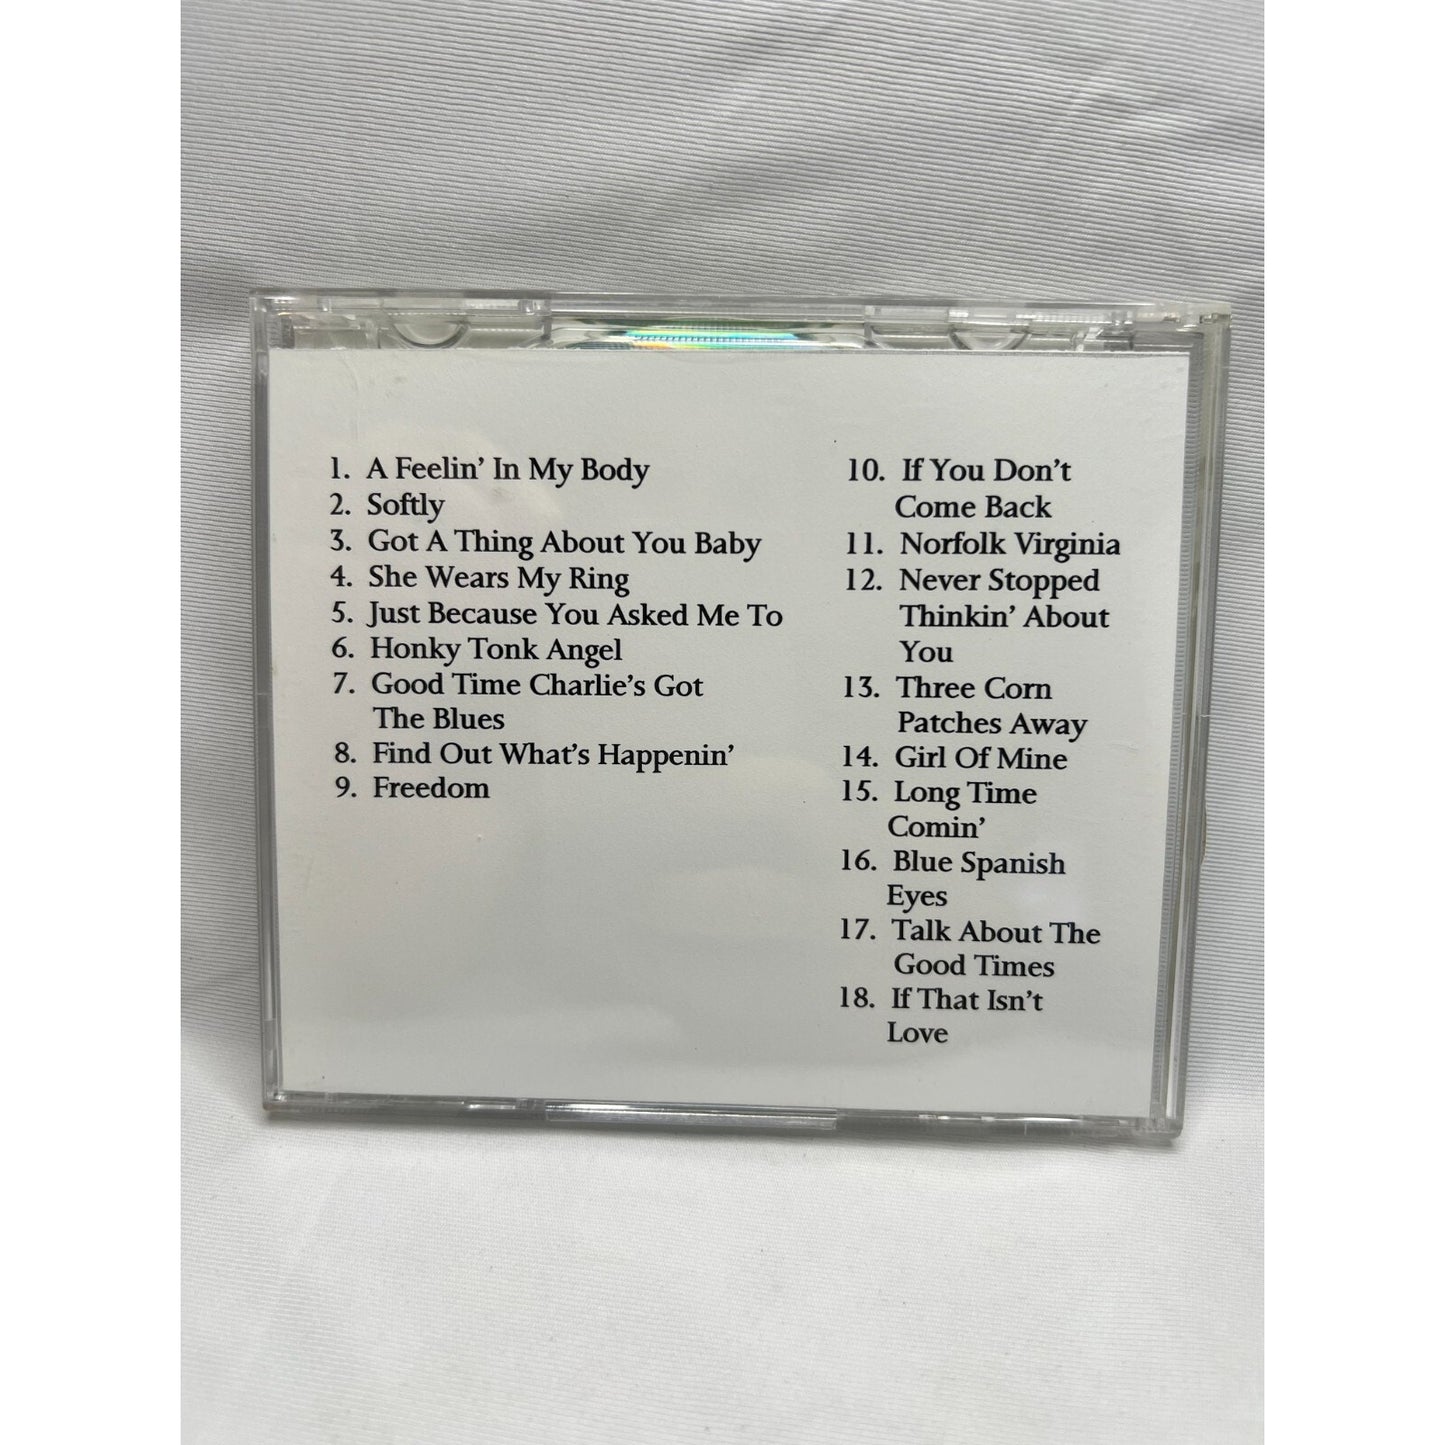 1. A Feelin' In My Body
2. Softly
3. Got A Thing About You Baby
4. She Wears My Ring
5. Just Because You Asked Me To
6. Honky Tonk Angel
7. Good Time Charlie's Got
The Blues
8. Find Out What's Happenin'
9. Freedom
10. If You Don't
Come Back
11. Norfolk Virginia
12. Never Stopped
Thinkin' About
You
13. Three Corn
Patches Away
14. Girl Of Mine
15. Long Time
Comin'
16. Blue Spanish
Eyes
17. Talk About The
Good Times
18. If That Isn't
Love